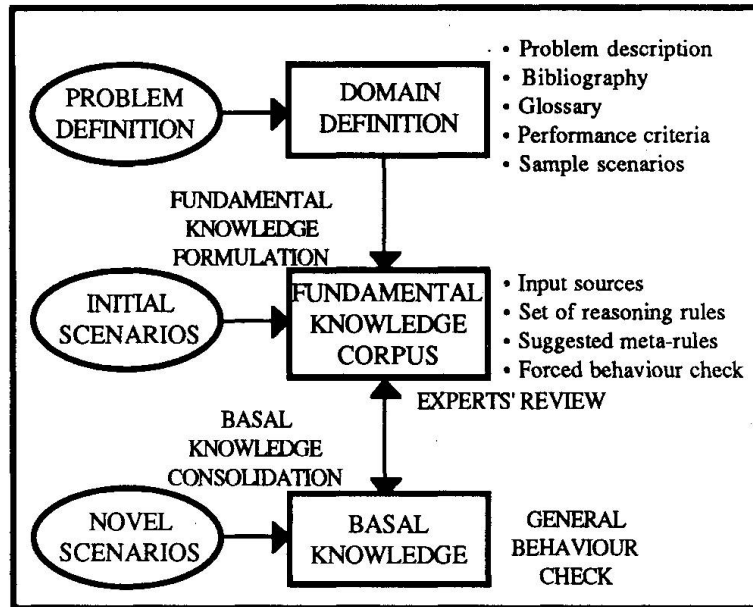 PROBLEM
DEFINITION
DOMAIN
DEFINITION
• Problem description
• Bibliography
• Glossary
• Performance criteria
• Sample scenarios
FUNDAMENTAL
KNOWLEDGE
FORMULATION
INITIAL
SCENARIOS
FUNDAMENTAL
KNOWLEDGE
CORPUS
• Input sources
• Set of reasoning rules
• Suggested meta-rules
• Forced behaviour check
EXPERTS' REVIEW
BASAL
KNOWLEDGE
CONSOLIDATION
NOVEL
SCENARIOS
BASAL
KNOWLEDGE
GENERAL
BEHAVIOUR
CHECK